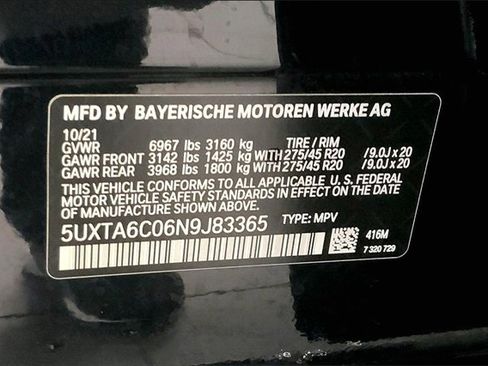 MFD BY BAYERISCHE MOTOREN WERKE AG
10/21
GVWR 6967 lbs 3160 kg TIRE / RIM
GAWR FRONT 3142 lbs 1425 kg WITH 275/45 R20 /9.0J x 20
GAWR REAR 3968 lbs 1800 kg WITH 275/45 R20 /9.0J x 20
THIS VEHICLE CONFORMS TO ALL APPLICABLE U.S. FEDERAL
MOTOR VEHICLE SAFETY STANDARDS IN EFFECT ON THE DATE
OF MANUFACTURE SHOWN ABOVE.
5UXTA6C06N9J83365 TYPE: MPV
416M
7 320 729